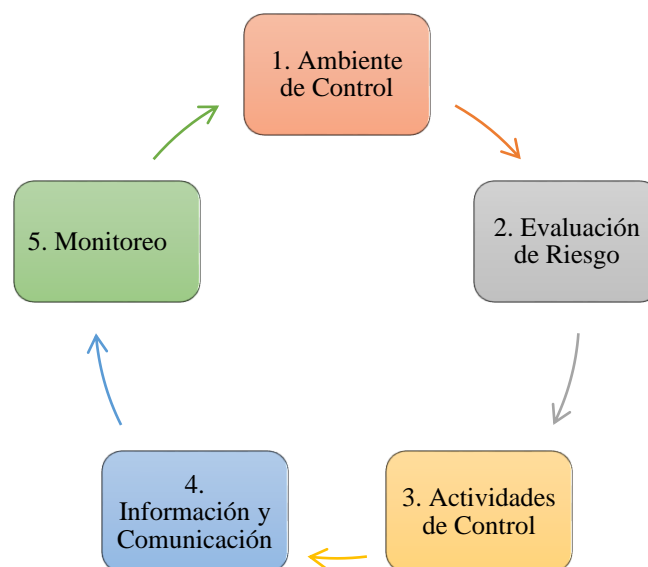 1. Ambiente
de Control
2. Evaluación
de Riesgo
3. Actividades
de Control
4.
Información y
Comunicación
5. Monitoreo